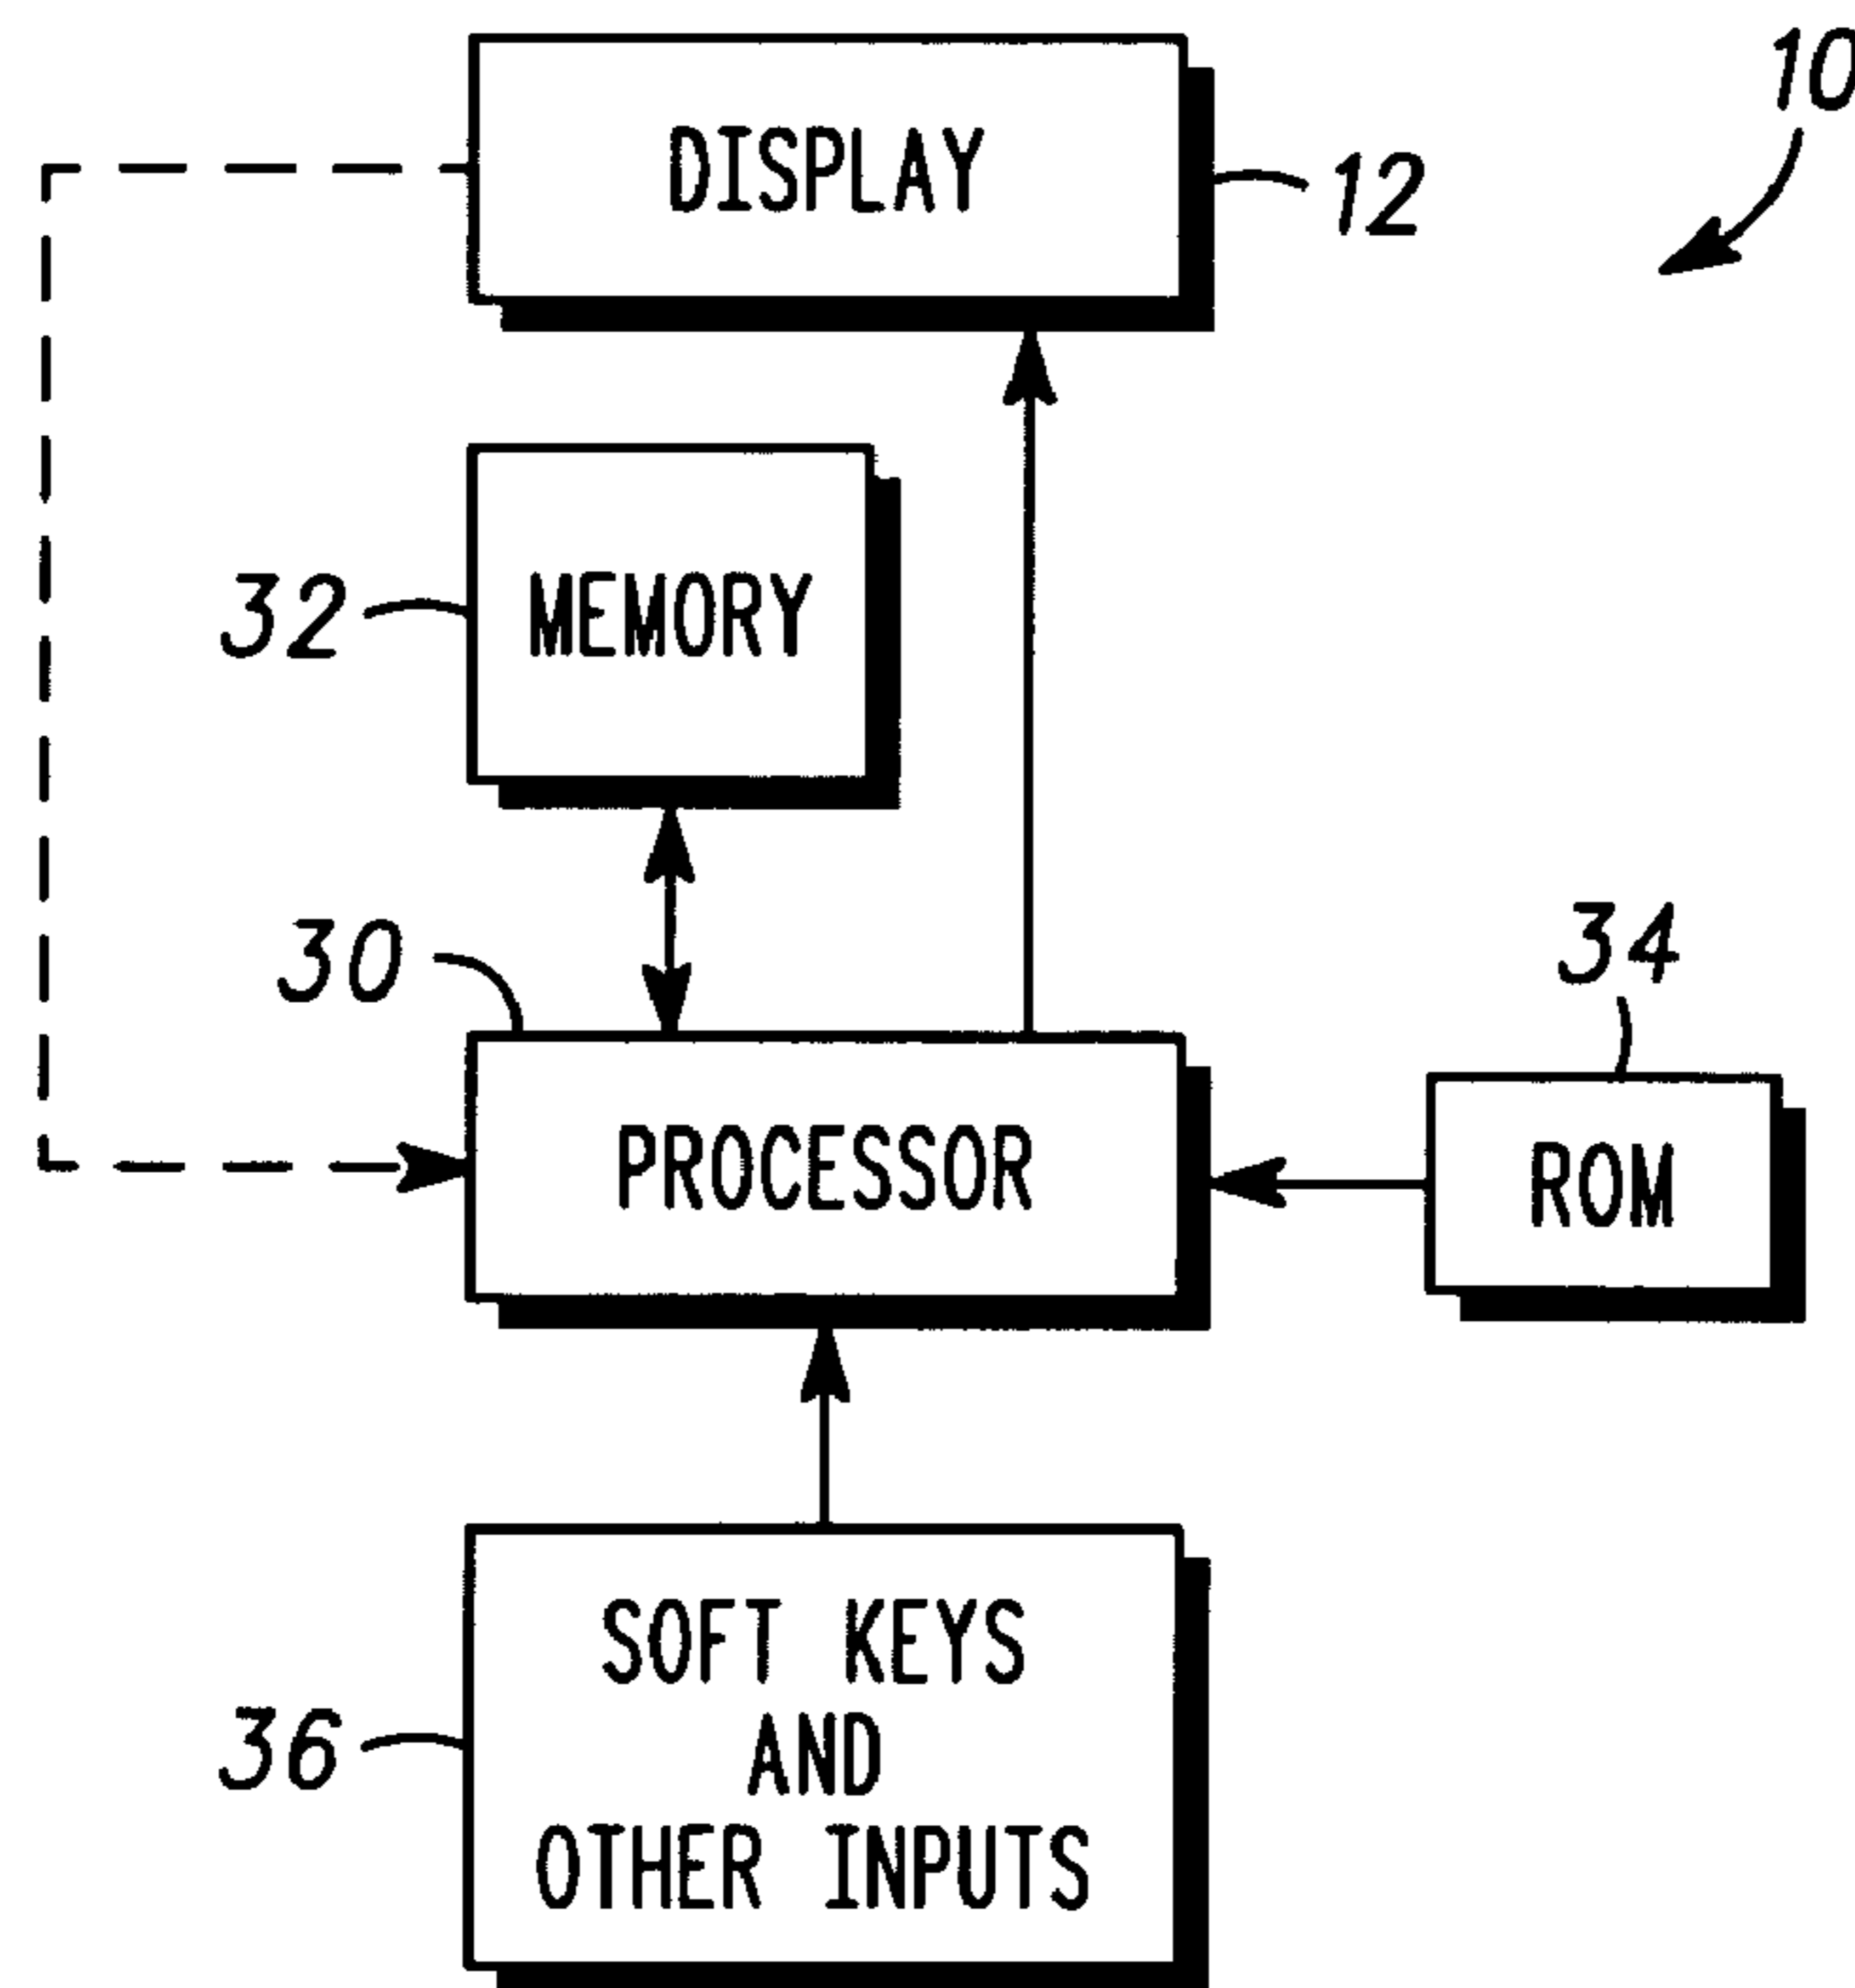 10
DISPLAY
12
32
MEMORY
30
34
PROCESSOR
ROM
SOFT KEYS
AND
OTHER INPUTS
36